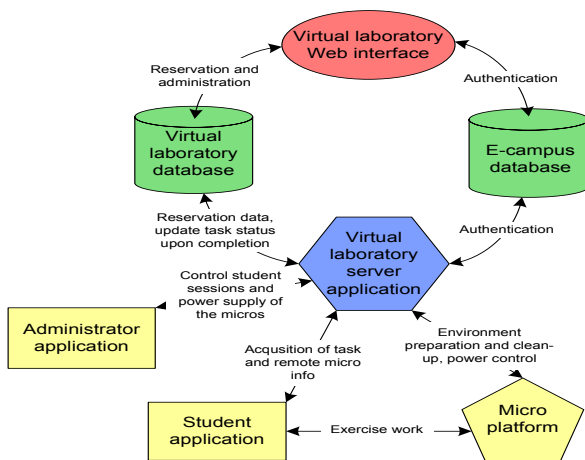 Virtual laboratory
Web interface
Reservation and
administration
Authentication
Virtual
laboratory
database
E-campus
database
Reservation data,
update task status
upon completion
Virtual
laboratory
server
application
Authentication
Control student
sessions and
power supply of
the micros
Administrator
application
Acqusition of task
and remote micro
info
Environment
preparation and clean-
up, power control
Student
application
Exercise work
Micro
platform